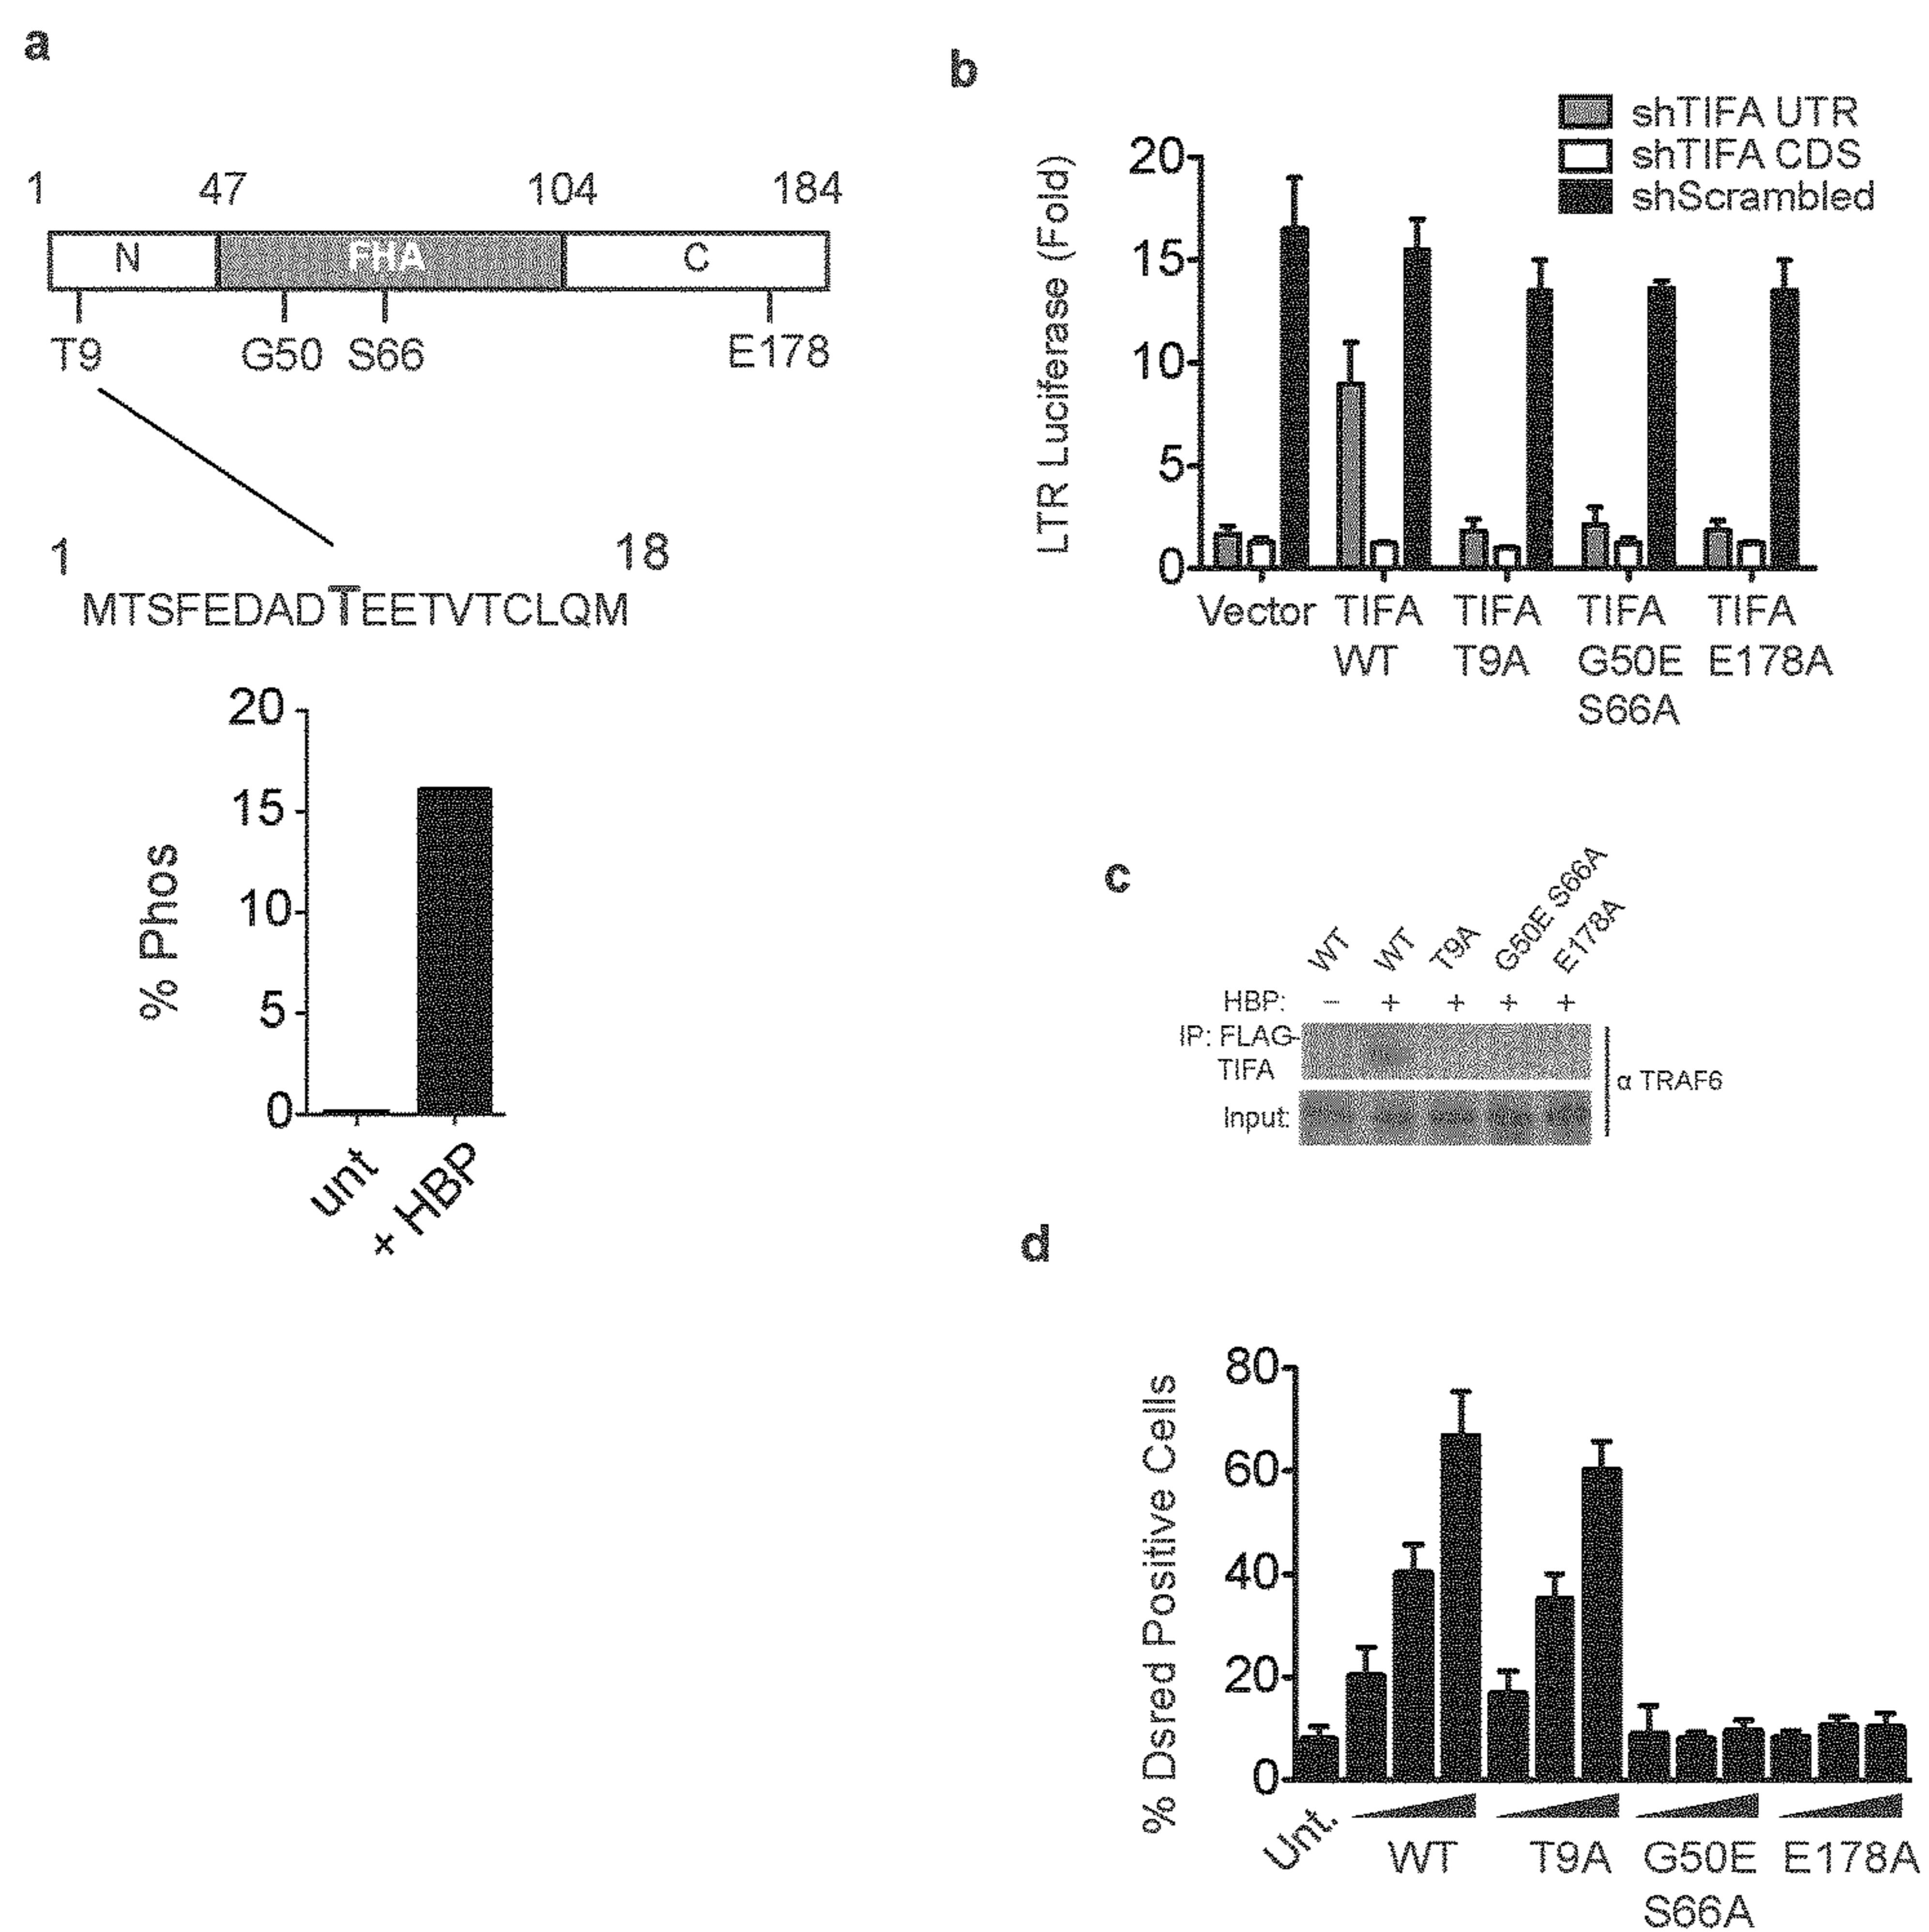 a
1 47 104 184
N FHA C
T9 G50 S66 E178
1 18
MTSFEDADTEETVTCLQM
% Phos
20
15
10
5
0
unt
+ HBP
b
shTIFA UTR
shTIFA CDS
shScrambled
LTR Luciferase (Fold)
20
15
10
5
0
Vector TIFA TIFA TIFA TIFA
WT T9A G50E E178A
S66A
c
WT WT T9A G50E S66A E178A
HBP: − + + + +
IP: FLAG-
TIFA
α TRAF6
Input:
d
% Dsred Positive Cells
80
60
40
20
0
Unt.
WT T9A G50E E178A
S66A